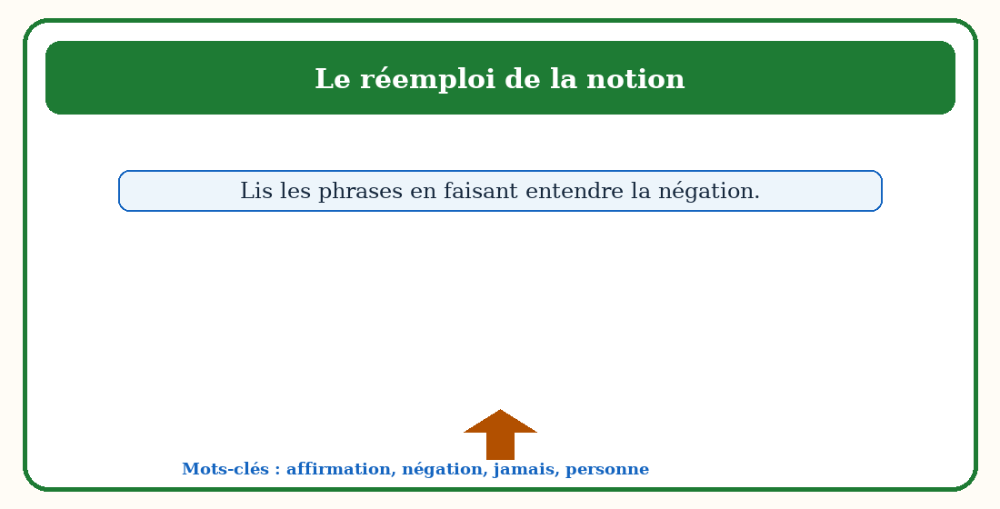 Le réemploi de la notion
Lis les phrases en faisant entendre la négation.
Mots-clés : affirmation, négation, jamais, personne